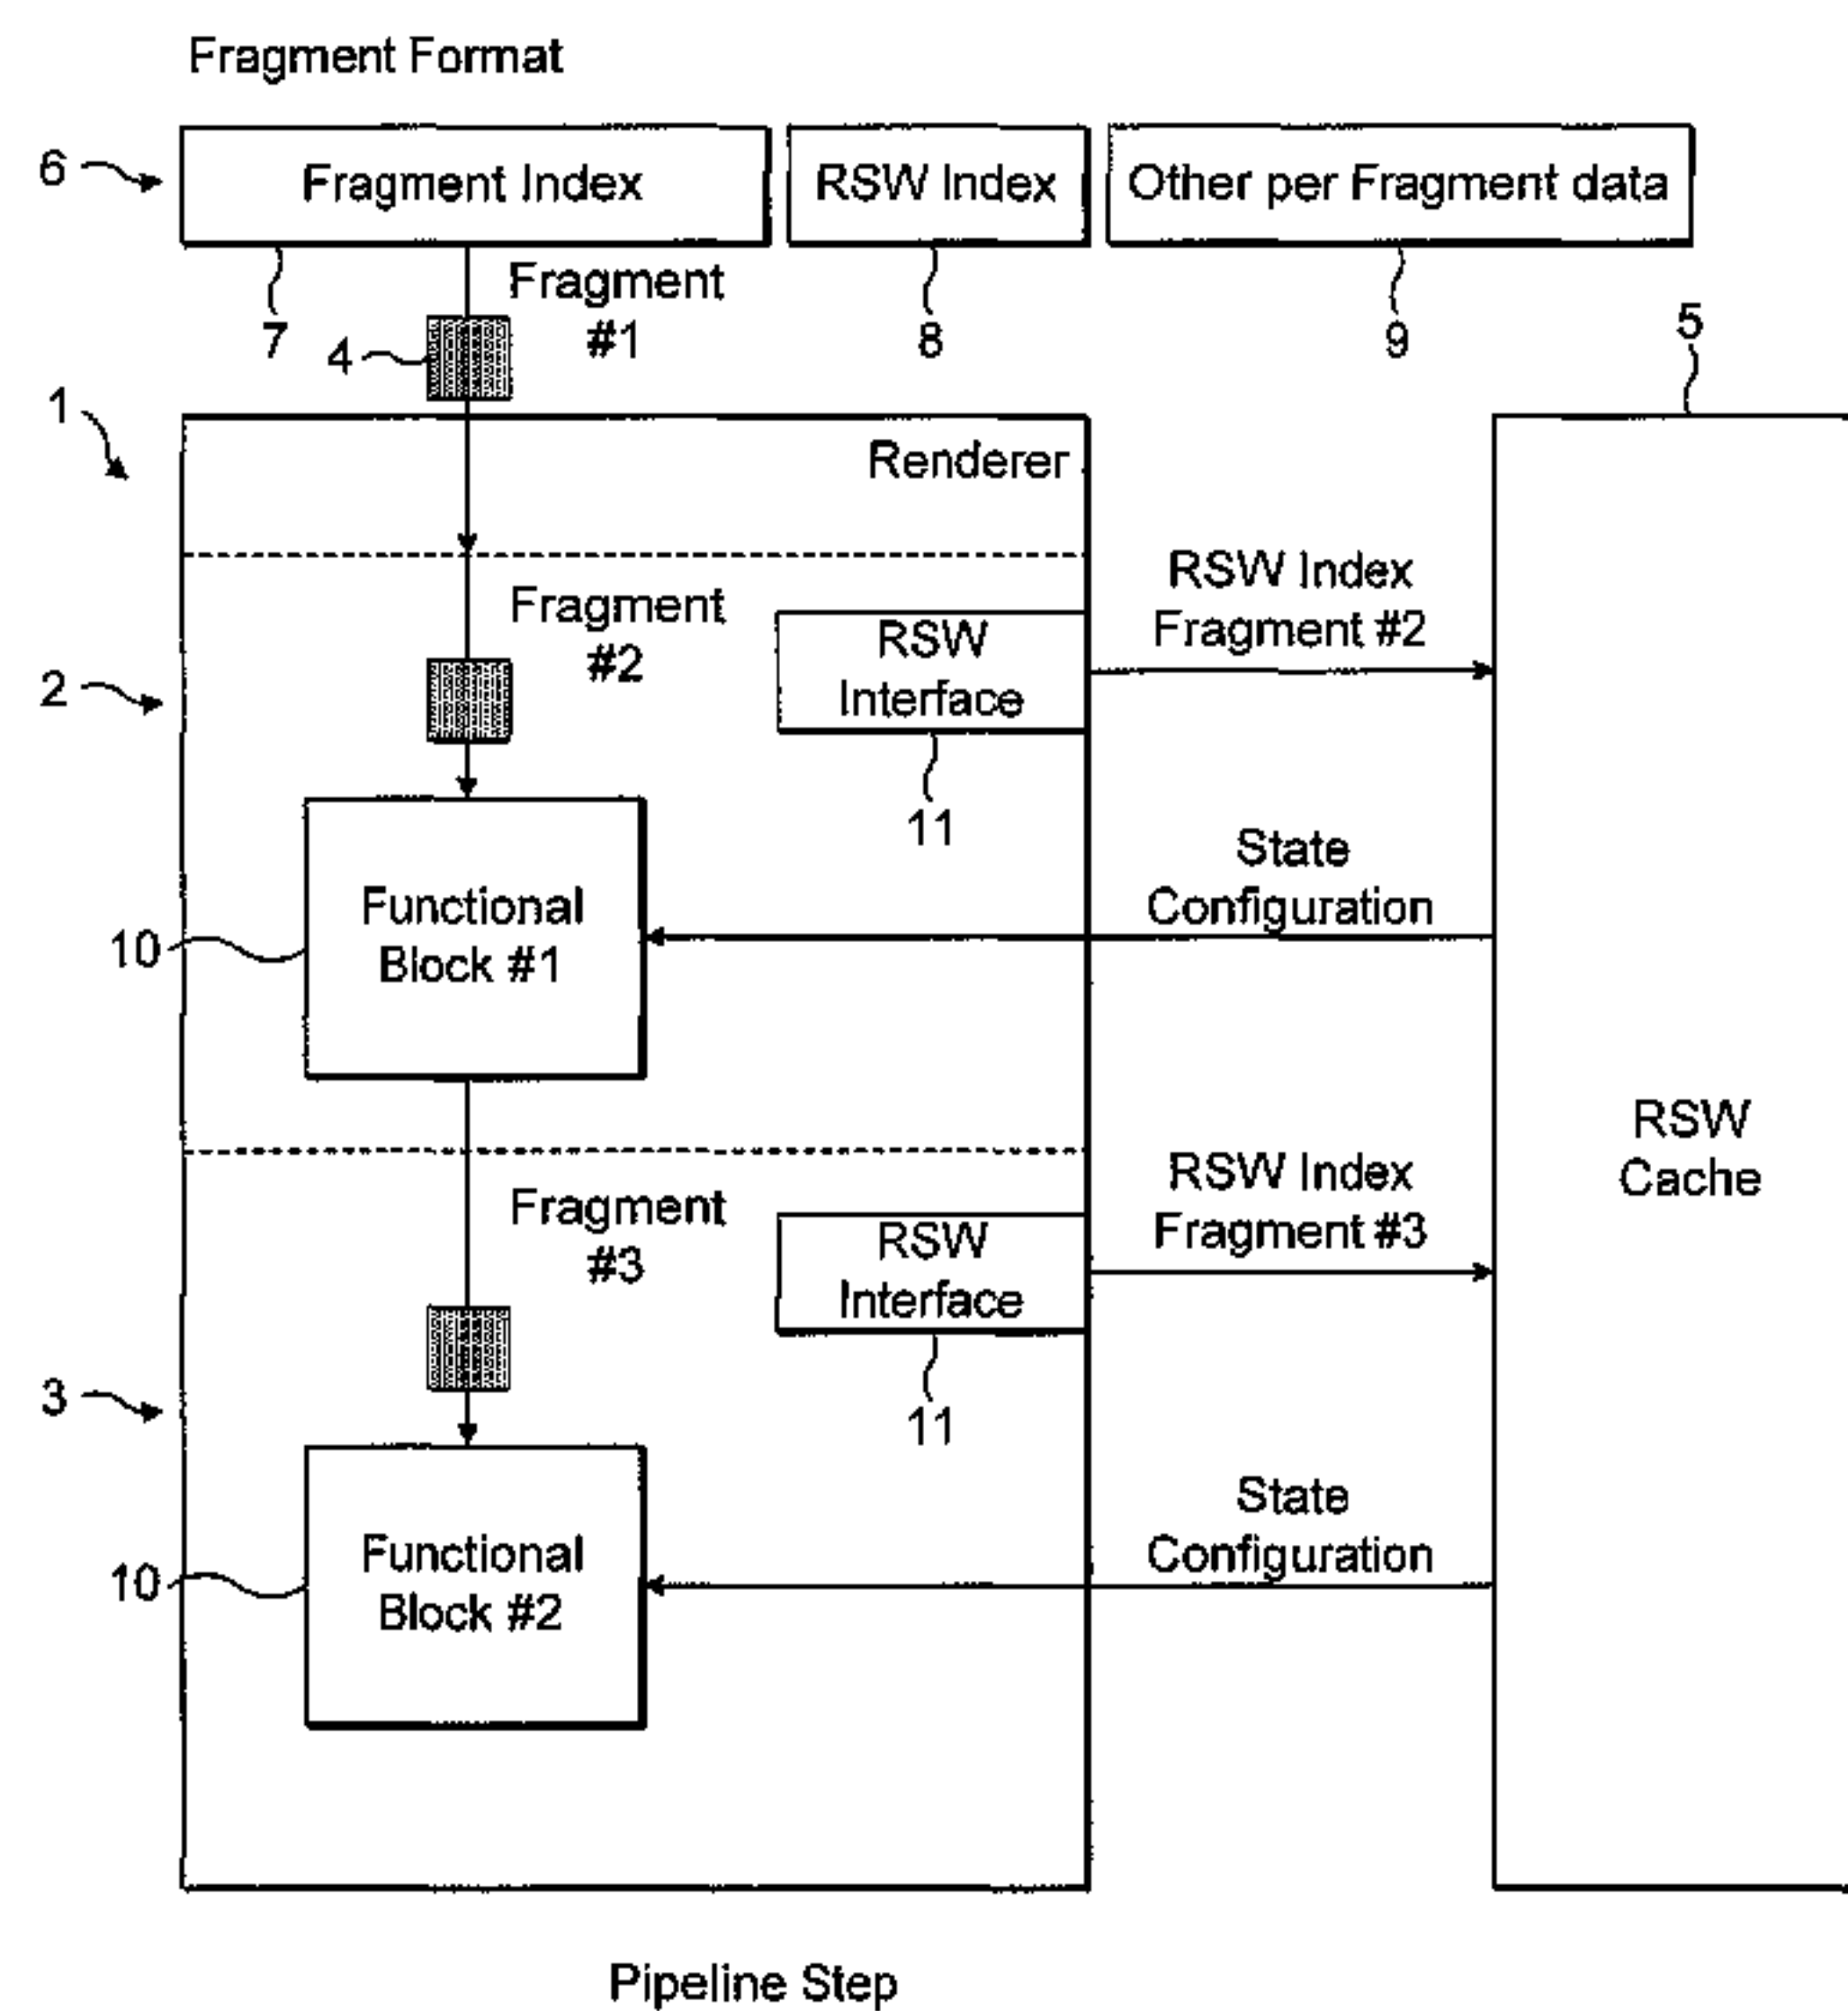 Fragment Format
6
Fragment Index
RSW Index
Other per Fragment data
7
4
Fragment
#1
8
9
5
1
Renderer
Fragment
#2
RSW
Interface
RSW Index
Fragment #2
2
11
State
Configuration
Functional
Block #1
10
RSW
Cache
Fragment
#3
RSW
Interface
RSW Index
Fragment #3
3
11
State
Configuration
Functional
Block #2
10
Pipeline Step